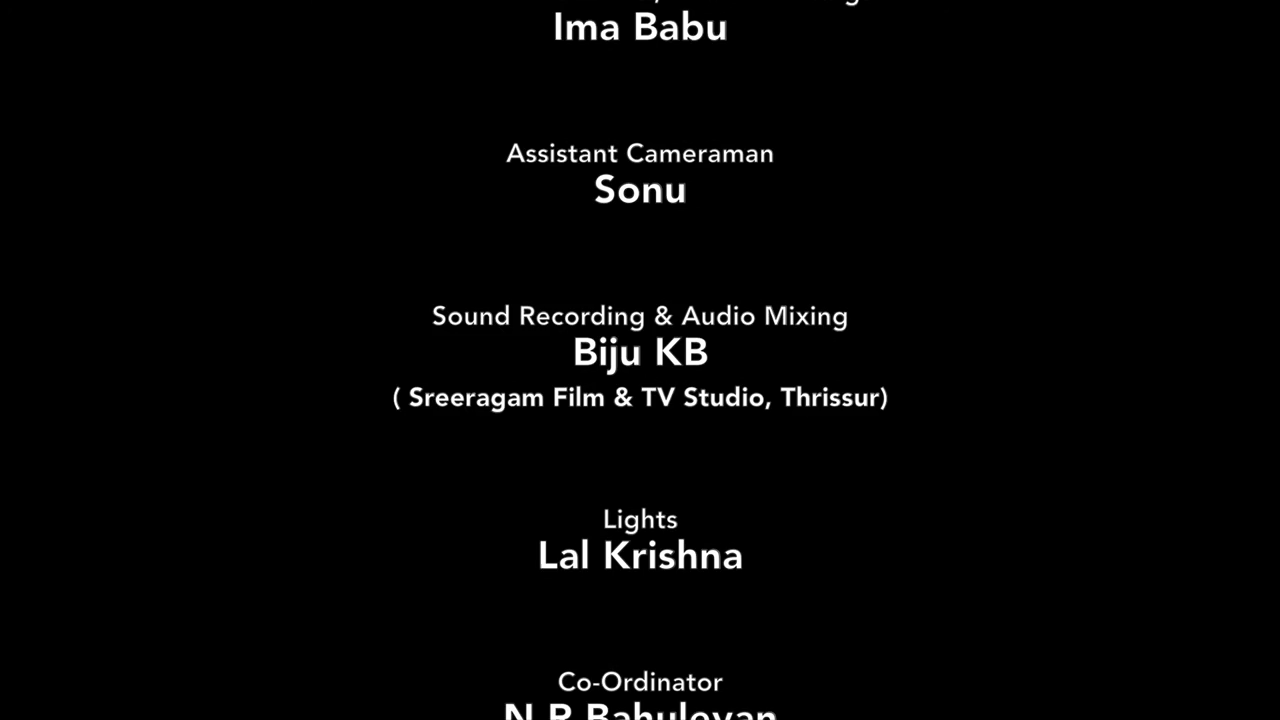 Ima Babu
Assistant Cameraman
Sonu
Sound Recording & Audio Mixing
Biju KB
( Sreeragam Film & TV Studio, Thrissur)
Lights
Lal Krishna
Co-Ordinator
N R Bahuleyan